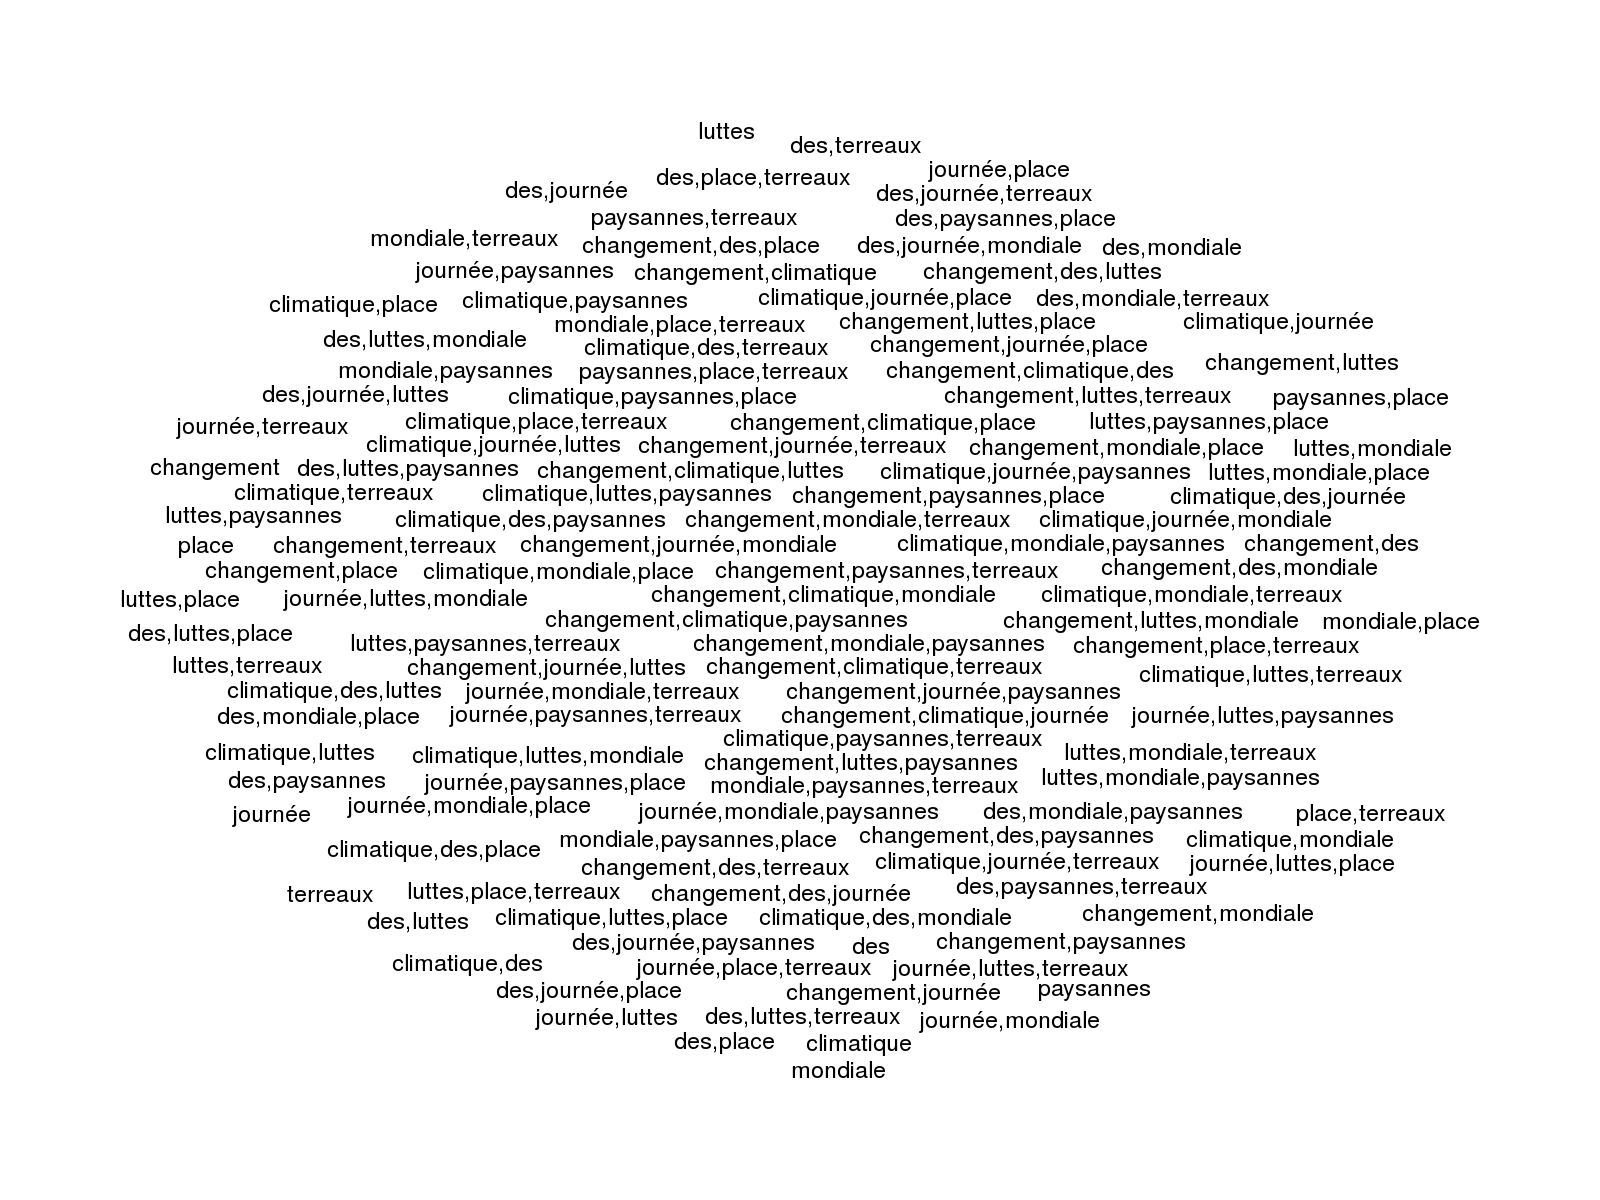 luttes
des,terreaux
journée,place
des,place,terreaux
des,journée
des,journée,terreaux
paysannes,terreaux
des,paysannes,place
mondiale,terreaux
changement,des,place
des,journée,mondiale
des,mondiale
journée,paysannes
changement,climatique
changement,des,luttes
climatique,place
climatique,paysannes
climatique,journée,place
des,mondiale,terreaux
mondiale,place,terreaux
changement,luttes,place
climatique,journée
des,luttes,mondiale
climatique,des,terreaux
changement,journée,place
mondiale,paysannes
paysannes,place,terreaux
changement,climatique,des
changement,luttes
des,journée,luttes
climatique,paysannes,place
changement,luttes,terreaux
paysannes,place
journée,terreaux
climatique,place,terreaux
changement,climatique,place
luttes,paysannes,place
climatique,journée,luttes
changement,journée,terreaux
changement,mondiale,place
luttes,mondiale
changement
des,luttes,paysannes
changement,climatique,luttes
climatique,journée,paysannes
luttes,mondiale,place
climatique,terreaux
climatique,luttes,paysannes
changement,paysannes,place
climatique,des,journée
luttes,paysannes
climatique,des,paysannes
changement,mondiale,terreaux
climatique,journée,mondiale
place
changement,terreaux
changement,journée,mondiale
climatique,mondiale,paysannes
changement,des
changement,place
climatique,mondiale,place
changement,paysannes,terreaux
changement,des,mondiale
luttes,place
journée,luttes,mondiale
changement,climatique,mondiale
climatique,mondiale,terreaux
changement,climatique,paysannes
changement,luttes,mondiale
mondiale,place
des,luttes,place
luttes,paysannes,terreaux
changement,mondiale,paysannes
changement,place,terreaux
luttes,terreaux
changement,journée,luttes
changement,climatique,terreaux
climatique,luttes,terreaux
climatique,des,luttes
journée,mondiale,terreaux
changement,journée,paysannes
des,mondiale,place
journée,paysannes,terreaux
changement,climatique,journée
journée,luttes,paysannes
climatique,paysannes,terreaux
climatique,luttes
climatique,luttes,mondiale
changement,luttes,paysannes
luttes,mondiale,terreaux
des,paysannes
journée,paysannes,place
mondiale,paysannes,terreaux
luttes,mondiale,paysannes
journée
journée,mondiale,place
journée,mondiale,paysannes
des,mondiale,paysannes
place,terreaux
climatique,des,place
mondiale,paysannes,place
changement,des,paysannes
climatique,mondiale
changement,des,terreaux
climatique,journée,terreaux
journée,luttes,place
terreaux
luttes,place,terreaux
changement,des,journée
des,paysannes,terreaux
des,luttes
climatique,luttes,place
climatique,des,mondiale
changement,mondiale
des,journée,paysannes
des
changement,paysannes
climatique,des
journée,place,terreaux
journée,luttes,terreaux
des,journée,place
changement,journée
paysannes
journée,luttes
des,luttes,terreaux
journée,mondiale
des,place
climatique
mondiale